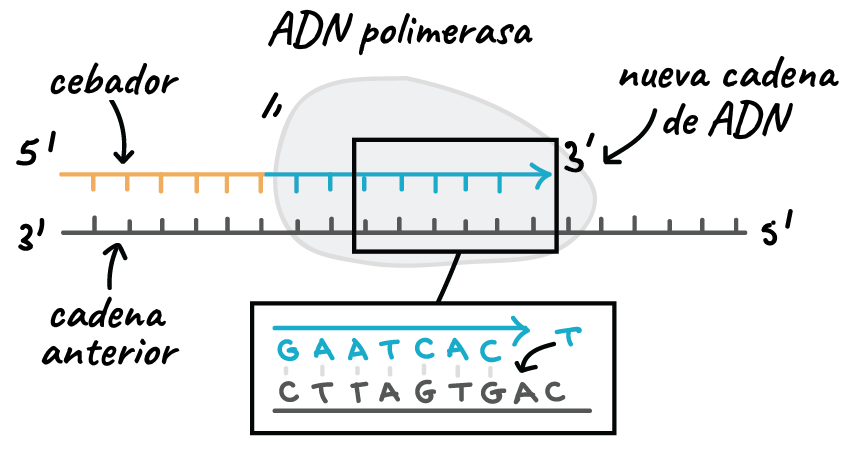 ADN polimerasa
cebador
nueva cadena
de ADN
5'
3'
3'
5'
cadena
anterior
T
GAATCAC
CTTAGTGAC